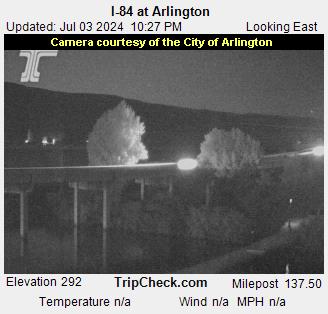 I-84 at Arlington
Updated: Jul 03 2024 10:27 PM Looking East
Camera courtesy of the City of Arlington
Elevation 292 TripCheck.com Milepost 137.50
Temperature n/a Wind n/a MPH n/a